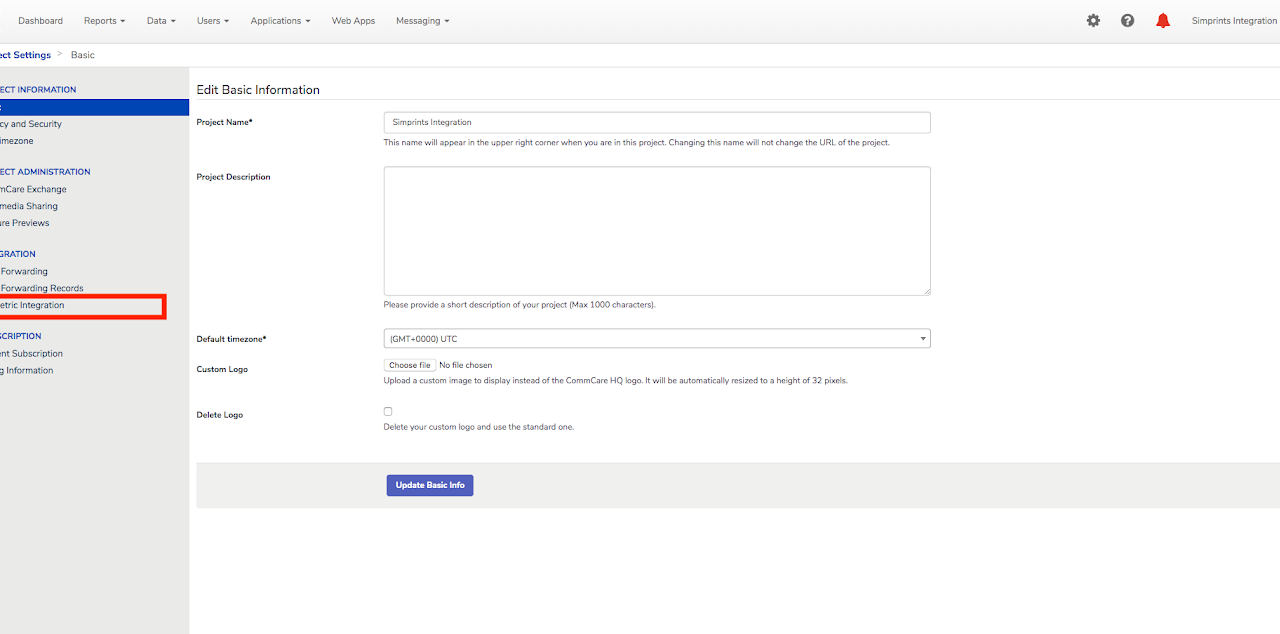 Dashboard Reports Data Users Applications Web Apps Messaging Simprints Integration
ect Settings > Basic
ECT INFORMATION
cy and Security
imezone
ECT ADMINISTRATION
mCare Exchange
media Sharing
ure Previews
GRATION
Forwarding
Forwarding Records
etric Integration
SCRIPTION
ent Subscription
g Information
Edit Basic Information
Project Name*
Simprints Integration
This name will appear in the upper right corner when you are in this project. Changing this name will not change the URL of the project.
Project Description
Please provide a short description of your project (Max 1000 characters).
Default timezone*
(GMT+0000) UTC
Custom Logo
Choose file No file chosen
Upload a custom image to display instead of the CommCare HQ logo. It will be automatically resized to a height of 32 pixels.
Delete Logo
Delete your custom logo and use the standard one.
Update Basic Info